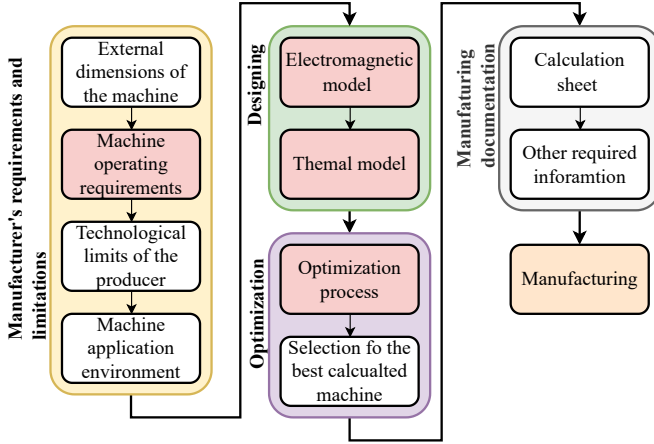 Manufacturer's requirements and
limitations
External
dimensions of
the machine
Machine
operating
requirements
Technological
limits of the
producer
Machine
application
environment
Designing
Electromagnetic
model
Themal model
Optimization
Optimization
process
Selection fo the
best calcualted
machine
Manufaturing
documentation
Calculation
sheet
Other required
inforamtion
Manufacturing